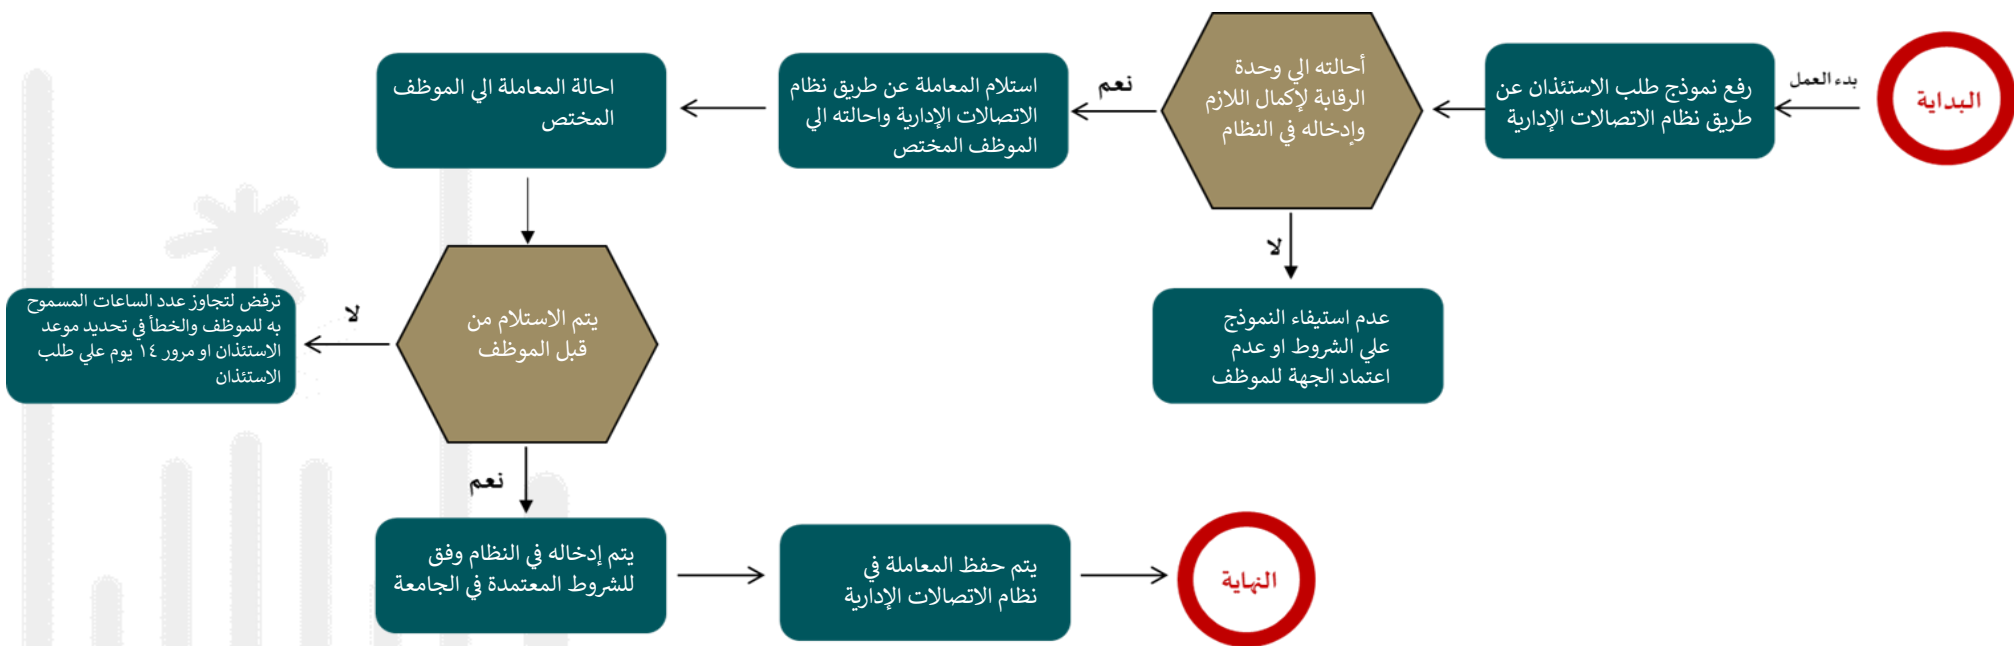 البداية
بدء العمل
رفع نموذج طلب الاستئذان عن
طريق نظام الاتصالات الإدارية
أحالته الي وحدة
الرقابة لإكمال اللازم
وإدخاله في النظام
نعم
استلام المعاملة عن طريق نظام
الاتصالات الإدارية واحالته الي
الموظف المختص
احالة المعاملة الي الموظف
المختص
لا
عدم استيفاء النموذج
علي الشروط او عدم
اعتماد الجهة للموظف
يتم الاستلام من
قبل الموظف
لا
ترفض لتجاوز عدد الساعات المسموح
به للموظف والخطأ في تحديد موعد
الاستئذان او مرور ١٤ يوم علي طلب
الاستئذان
نعم
يتم إدخاله في النظام وفق
للشروط المعتمدة في الجامعة
يتم حفظ المعاملة في
نظام الاتصالات الإدارية
النهاية